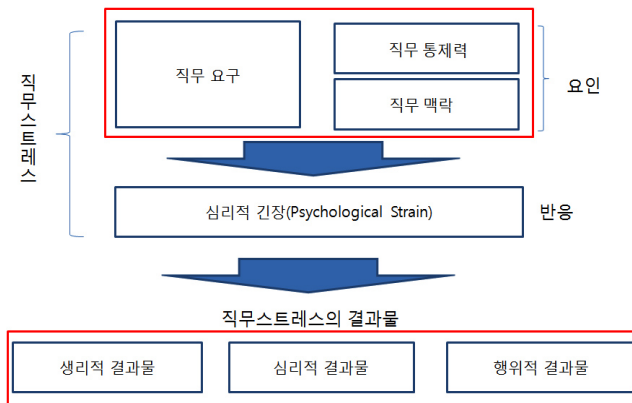 직무 요구
직무 통제력
직무 맥락
요인
직무스트레스
심리적 긴장(Psychological Strain)
반응
직무스트레스의 결과물
생리적 결과물
심리적 결과물
행위적 결과물